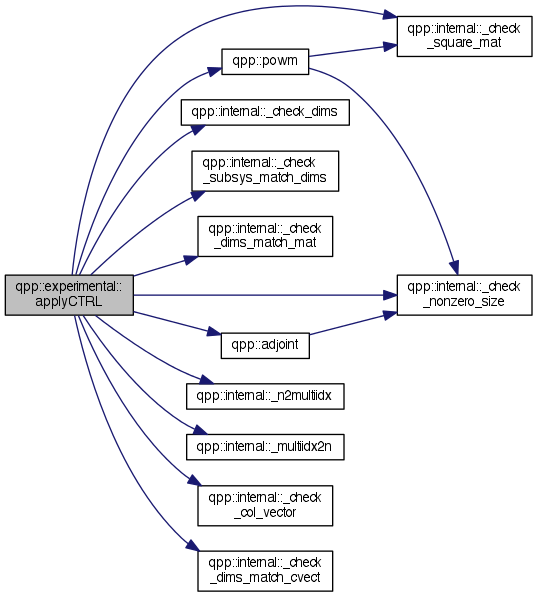 qpp::internal::_check
_square_mat
qpp::powm
qpp::internal::_check_dims
qpp::internal::_check
_subsys_match_dims
qpp::internal::_check
_dims_match_mat
qpp::experimental::
applyCTRL
qpp::internal::_check
_nonzero_size
qpp::adjoint
qpp::internal::_n2multiidx
qpp::internal::_multiidx2n
qpp::internal::_check
_col_vector
qpp::internal::_check
_dims_match_cvect